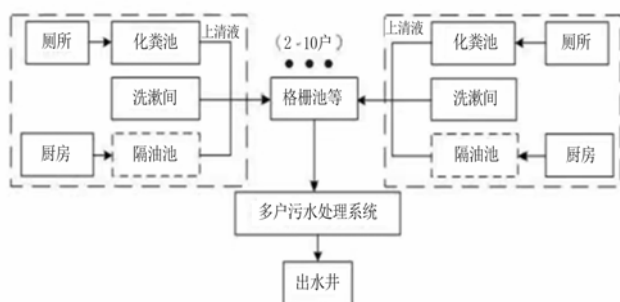 厕所
化粪池
上清液
洗漱间
厨房
隔油池
（2-10户）
格栅池等
上清液
化粪池
厕所
洗漱间
隔油池
厨房
多户污水处理系统
出水井